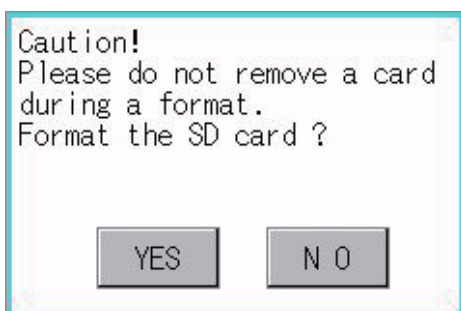 Caution!
Please do not remove a card
during a format.
Format the SD card ?
YES
N O